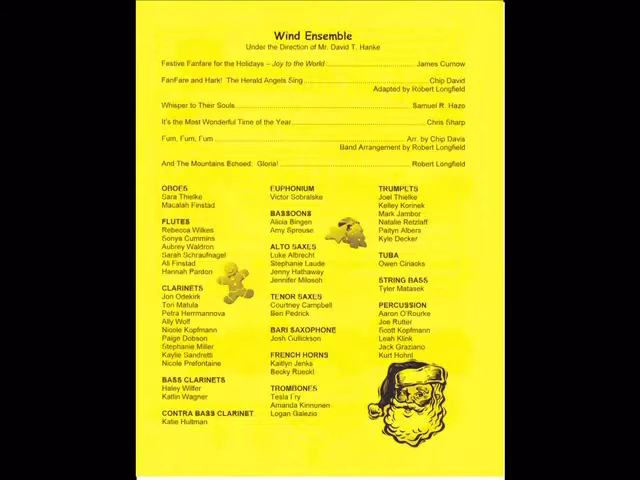 Wind Ensemble
Under the Direction of Mr. David T. Hanke
Festive Fanfare for the Holidays – Joy to the World James Curnow
FanFare and Hark! The Herald Angels Sing Chip David
Adapted by Robert Longfield
Whisper to Their Souls Samuel R. Hazo
It's the Most Wonderful Time of the Year Chris Sharp
Fum, Fum, Fum Arr. by Chip Davis
Band Arrangement by Robert Longfield
And The Mountains Echoed: Gloria! Robert Longfield
OBOES
Sara Thielke
Macalah Finstad
FLUTES
Rebecca Wilkes
Sonya Cummins
Aubrey Waldron
Sarah Schraufnagel
Ali Finstad
Hannah Pardon
CLARINETS
Jon Odekirk
Tori Matula
Petra Herrmannova
Ally Wolf
Nicole Kopfmann
Paige Dobson
Stephanie Miller
Kaylie Sandretti
Nicole Prefontaine
BASS CLARINETS
Haley Wilfer
Katlin Wagner
CONTRA BASS CLARINET
Katie Hultman
EUPHONIUM
Victor Sobralske
BASSOONS
Alicia Bingen
Amy Sprouse
ALTO SAXES
Luke Albrecht
Stephanie Laude
Jenny Hathaway
Jennifer Milosch
TENOR SAXES
Courtney Campbell
Ben Pedrick
BARI SAXOPHONE
Josh Gullickson
FRENCH HORNS
Kaitlyn Jenks
Becky Rueckl
TROMBONES
Tesla Fry
Amanda Kinnunen
Logan Galezio
TRUMPETS
Joel Thielke
Kelley Korinek
Mark Jambor
Natalie Retzlaff
Paityn Albers
Kyle Decker
TUBA
Owen Ciriacks
STRING BASS
Tyler Matasek
PERCUSSION
Aaron O'Rourke
Joe Rutter
Scott Kopfmann
Leah Klink
Jack Graziano
Kurt Hohnl